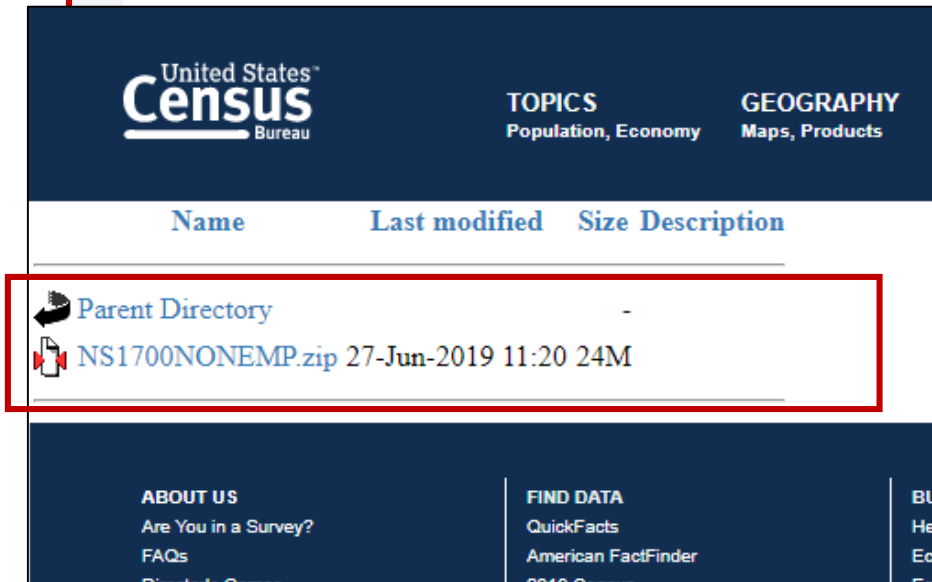 United States™
Census
Bureau
TOPICS
Population, Economy
GEOGRAPHY
Maps, Products
Name Last modified Size Description
Parent Directory -
NS1700NONEMP.zip 27-Jun-2019 11:20 24M
ABOUT US
Are You in a Survey?
FAQs
FIND DATA
QuickFacts
American FactFinder